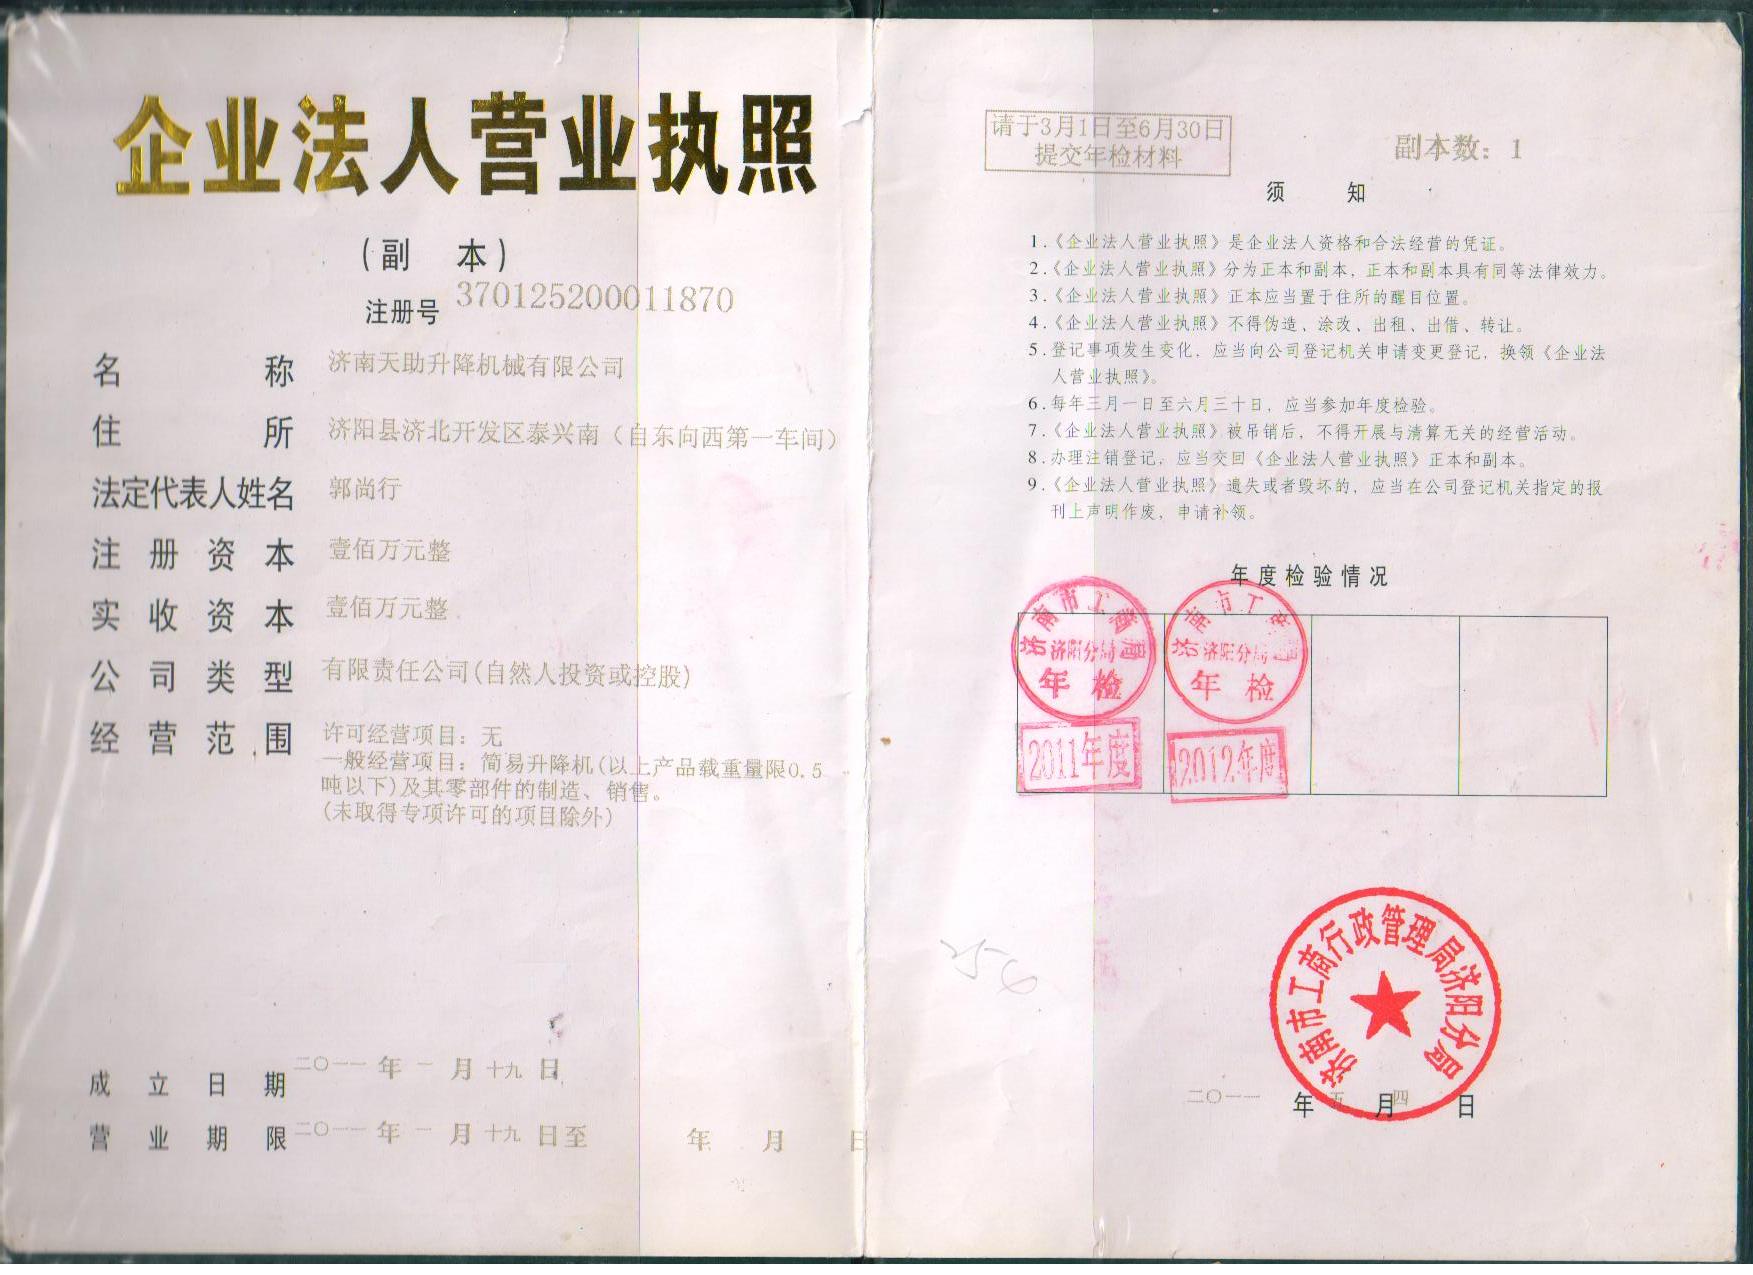 企业法人营业执照
(副 本)
注册号 370125200011870
名 称 济南天助升降机械有限公司
住 所 济阳县济北开发区泰兴南（自东向西第一车间）
法定代表人姓名 郭尚行
注 册 资 本 壹佰万元整
实 收 资 本 壹佰万元整
公 司 类 型 有限责任公司(自然人投资或控股)
经 营 范 围 许可经营项目：无
一般经营项目：简易升降机(以上产品载重量限0.5
吨以下)及其零部件的制造、销售。
(未取得专项许可的项目除外)
成 立 日 期 二〇一一 年 一 月 十九 日
营 业 期 限 二〇一一 年 一 月 十九 日至 年 月 日
请于3月1日至6月30日
提交年检材料
副本数：1
须 知
1.《企业法人营业执照》是企业法人资格和合法经营的凭证。
2.《企业法人营业执照》分为正本和副本，正本和副本具有同等法律效力。
3.《企业法人营业执照》正本应当置于住所的醒目位置。
4.《企业法人营业执照》不得伪造、涂改、出租、出借、转让。
5.登记事项发生变化，应当向公司登记机关申请变更登记，换领《企业法
人营业执照》。
6.每年三月一日至六月三十日，应当参加年度检验。
7.《企业法人营业执照》被吊销后，不得开展与清算无关的经营活动。
8.办理注销登记，应当交回《企业法人营业执照》正本和副本。
9.《企业法人营业执照》遗失或者毁坏的，应当在公司登记机关指定的报
刊上声明作废，申请补领。
年度检验情况
济南市工商局
济阳分局
年 检
2011年度
济南市工商局
济阳分局
年 检
2012年度
济南市工商行政管理局济阳分局
二〇一一 年 五 月 四 日